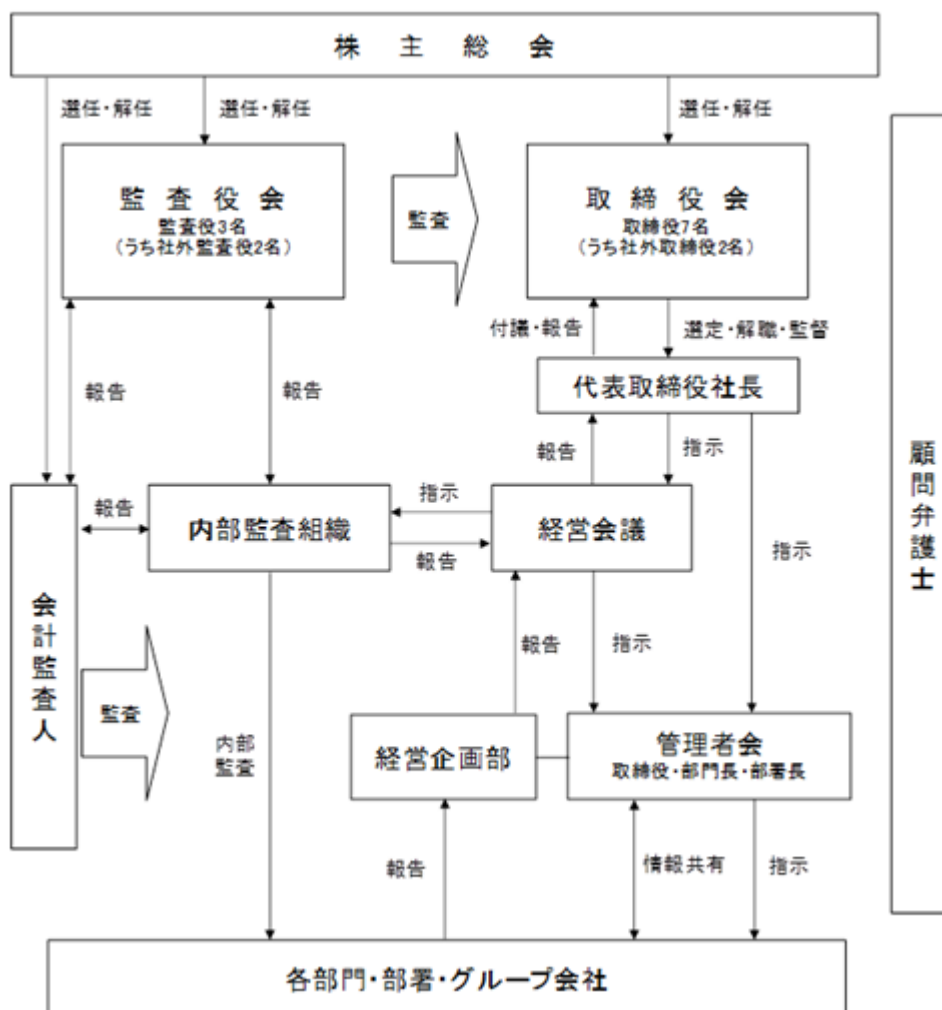 株主総会
選任・解任
選任・解任
選任・解任
監査役会
監査役3名
(うち社外監査役2名)
監査
取締役会
取締役7名
(うち社外取締役2名)
付議・報告
選定・解職・監督
代表取締役社長
報告
報告
報告
指示
報告
指示
内部監査組織
経営会議
報告
指示
顧問弁護士
会計監査人
監査
内部
監査
報告
指示
経営企画部
管理者会
取締役・部門長・部署長
報告
情報共有
指示
各部門・部署・グループ会社